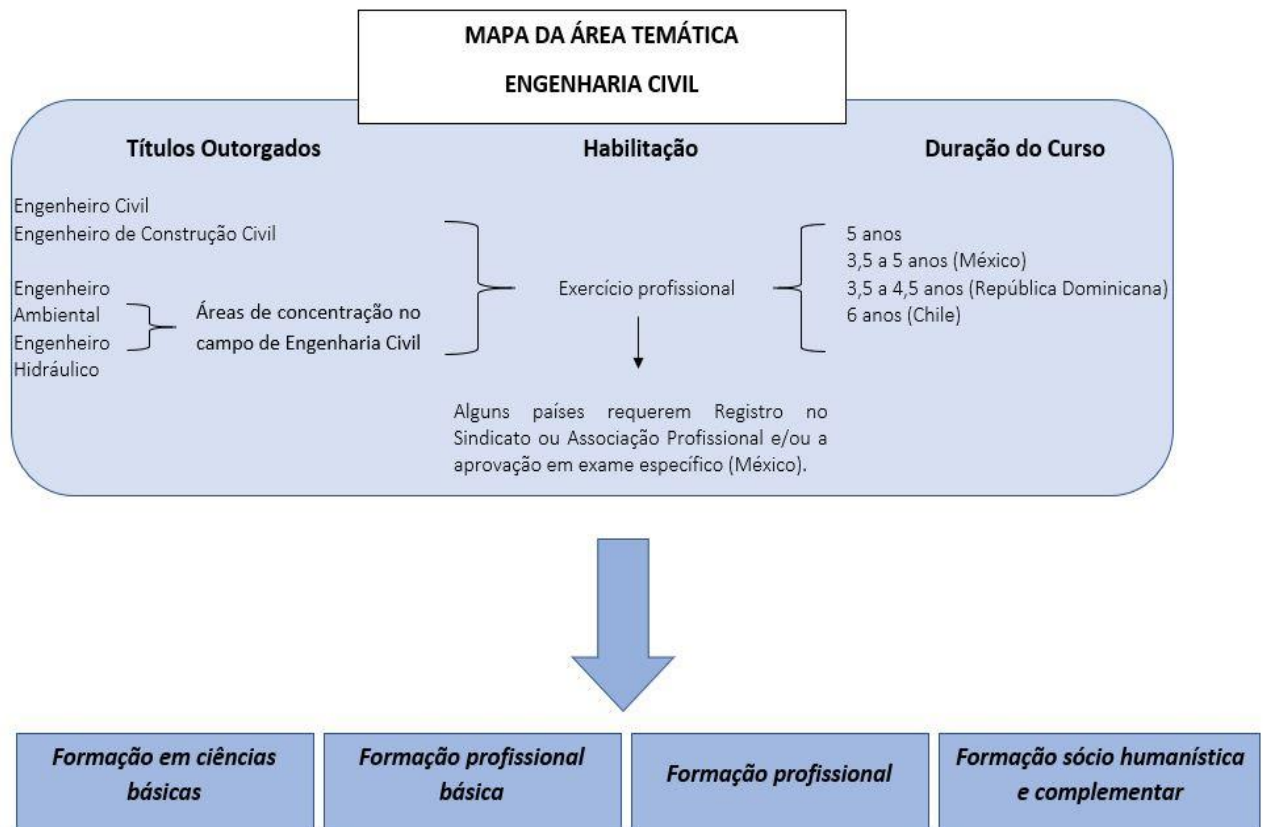 MAPA DA ÁREA TEMÁTICA
ENGENHARIA CIVIL
Títulos Outorgados
Engenheiro Civil
Engenheiro de Construção Civil
Engenheiro
Ambiental
Engenheiro
Hidráulico
Áreas de concentração no
campo de Engenharia Civil
Habilitação
Exercício profissional
Alguns países requerem Registro no
Sindicato ou Associação Profissional e/ou a
aprovação em exame específico (México).
Duração do Curso
5 anos
3,5 a 5 anos (México)
3,5 a 4,5 anos (República Dominicana)
6 anos (Chile)
Formação em ciências
básicas
Formação profissional
básica
Formação profissional
Formação sócio humanística
e complementar